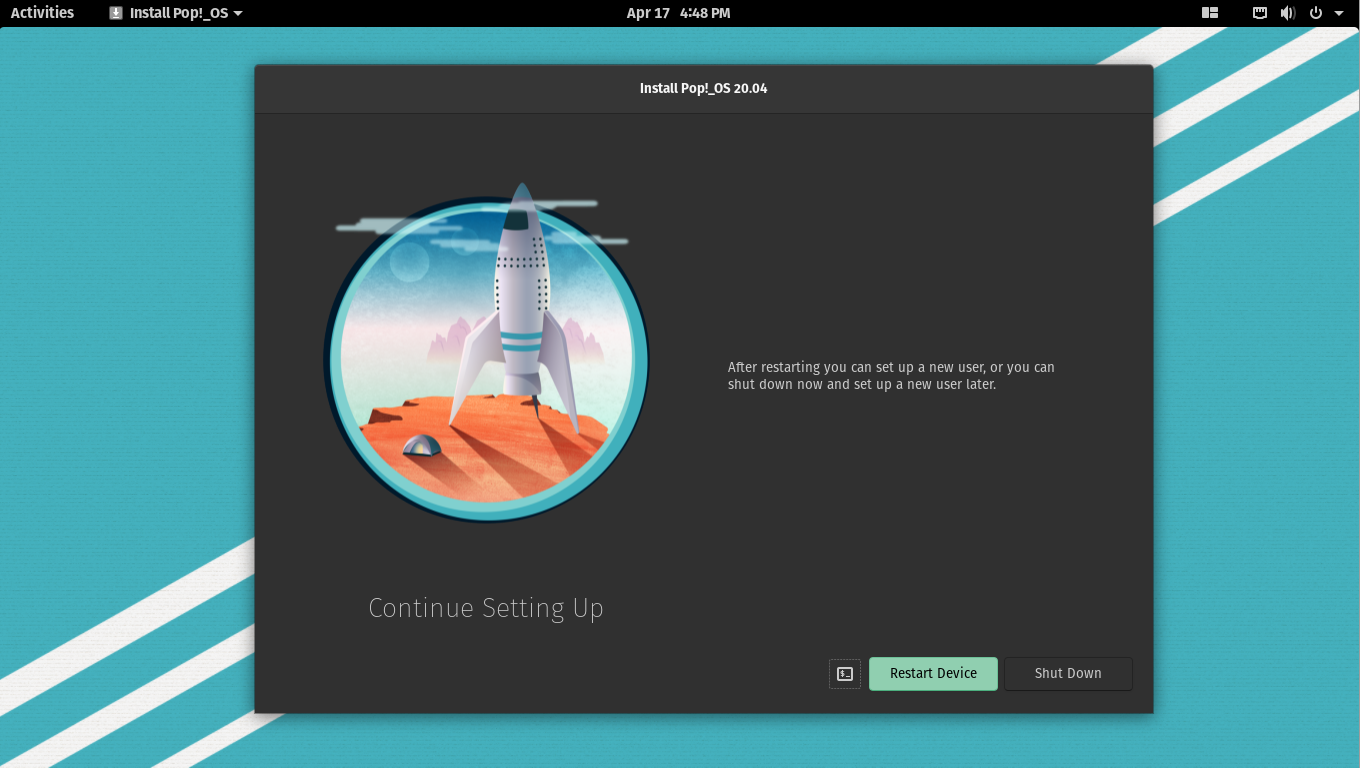 Activities
Install Pop!_OS
Apr 17 4:48 PM
Install Pop!_OS 20.04
After restarting you can set up a new user, or you can
shut down now and set up a new user later.
Continue Setting Up
$_
Restart Device
Shut Down